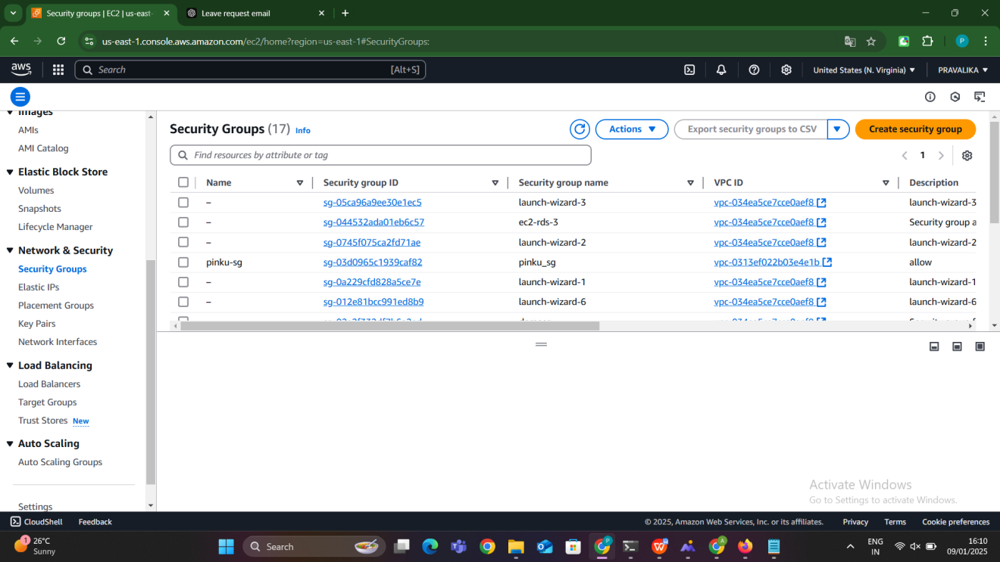 Security groups | EC2 | us-east-
Leave request email
us-east-1.console.aws.amazon.com/ec2/home?region=us-east-1#SecurityGroups:
P
aws
Search
[Alt+S]
United States (N. Virginia)
PRAVALIKA
Images
AMIs
AMI Catalog
Elastic Block Store
Volumes
Snapshots
Lifecycle Manager
Network & Security
Security Groups
Elastic IPs
Placement Groups
Key Pairs
Network Interfaces
Load Balancing
Load Balancers
Target Groups
Trust Stores New
Auto Scaling
Auto Scaling Groups
Settings
Security Groups (17) Info
Actions
Export security groups to CSV
Create security group
Find resources by attribute or tag
1
Name Security group ID Security group name VPC ID Description
– sg-05ca96a9ee30e1ec5 launch-wizard-3 vpc-034ea5ce7cce0aef8 launch-wizard-3
– sg-044532ada01eb6c57 ec2-rds-3 vpc-034ea5ce7cce0aef8 Security group a
– sg-0745f075ca2fd71ae launch-wizard-2 vpc-034ea5ce7cce0aef8 launch-wizard-2
pinku-sg sg-03d0965c1939caf82 pinku_sg vpc-0313ef022b03e4e1b allow
– sg-0a229cfd828a5ce7e launch-wizard-1 vpc-034ea5ce7cce0aef8 launch-wizard-1
– sg-012e81bcc991ed8b9 launch-wizard-6 vpc-034ea5ce7cce0aef8 launch-wizard-6
Activate Windows
Go to Settings to activate Windows.
CloudShell Feedback
© 2025, Amazon Web Services, Inc. or its affiliates. Privacy Terms Cookie preferences
1
26°C
Sunny
Search
P
A
ENG
IN
16:10
09/01/2025